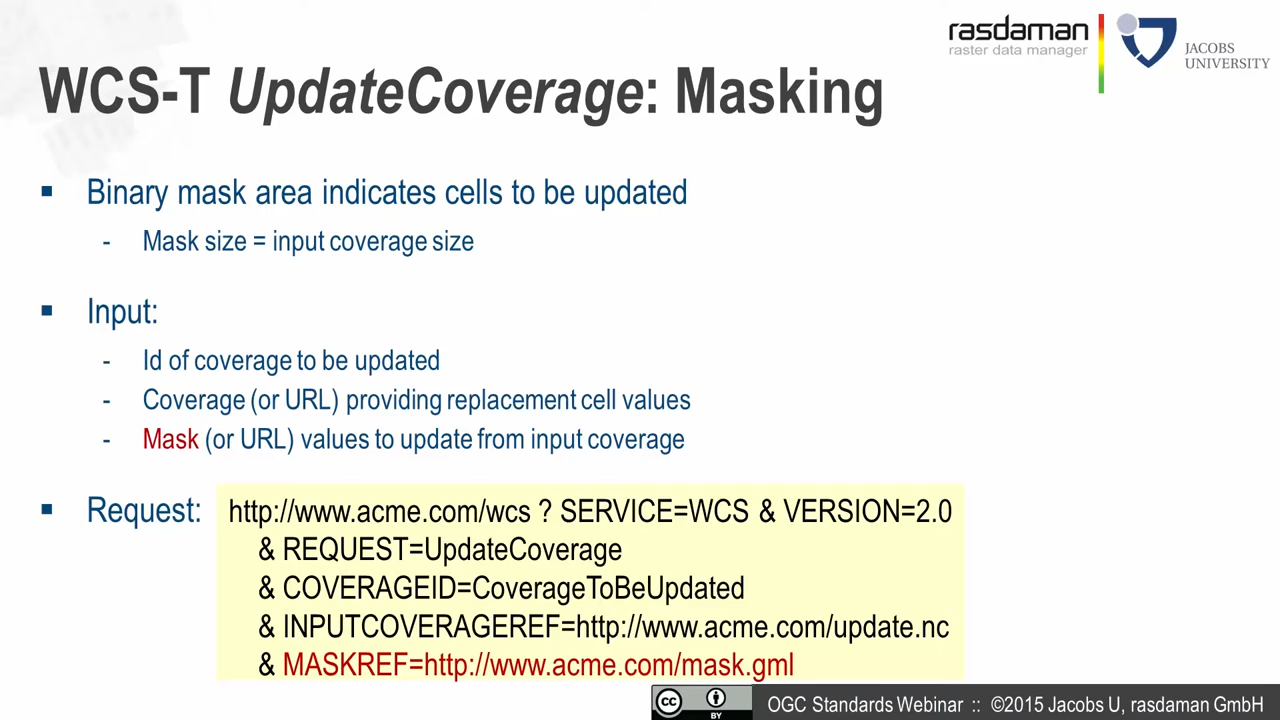 rasdaman
raster data manager
JACOBS
UNIVERSITY
WCS-T UpdateCoverage: Masking
▪ Binary mask area indicates cells to be updated
- Mask size = input coverage size
▪ Input:
- Id of coverage to be updated
- Coverage (or URL) providing replacement cell values
- Mask (or URL) values to update from input coverage
▪ Request: http://www.acme.com/wcs ? SERVICE=WCS & VERSION=2.0
& REQUEST=UpdateCoverage
& COVERAGEID=CoverageToBeUpdated
& INPUTCOVERAGEREF=http://www.acme.com/update.nc
& MASKREF=http://www.acme.com/mask.gml
cc
BY
OGC Standards Webinar :: ©2015 Jacobs U, rasdaman GmbH